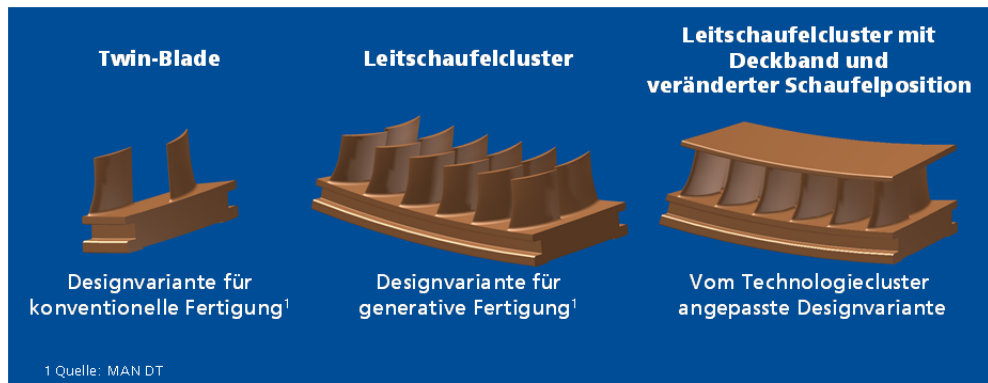 Twin-Blade
Leitschaufelcluster
Leitschaufelcluster mit
Deckband und
veränderter Schaufelposition
Designvariante für
konventionelle Fertigung¹
Designvariante für
generative Fertigung¹
Vom Technologiecluster
angepasste Designvariante
1 Quelle: MAN DT